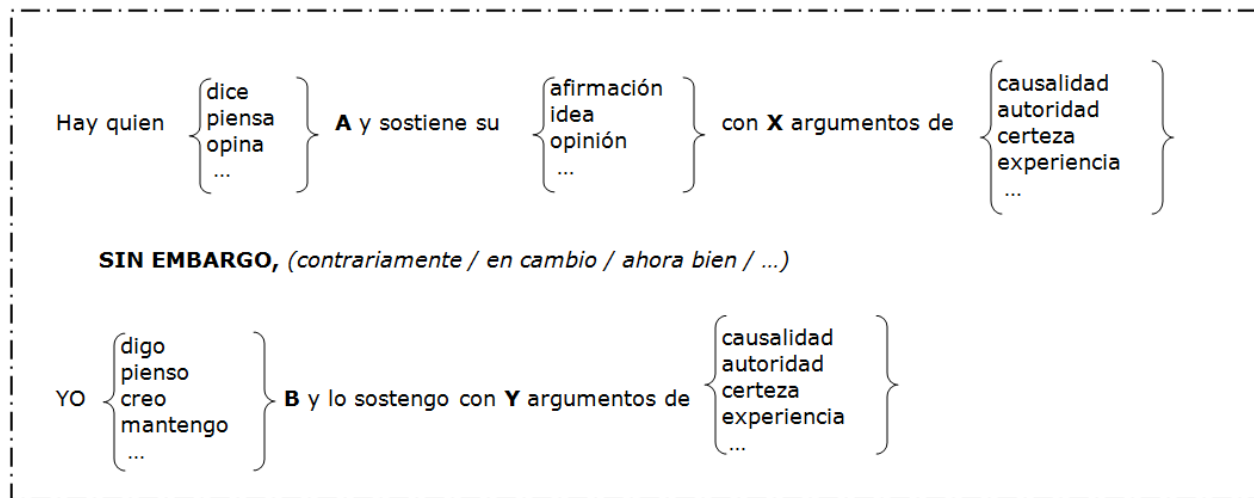 Hay quien { dice piensa opina ... } A y sostiene su { afirmación idea opinión ... } con X argumentos de { causalidad autoridad certeza experiencia ... }
SIN EMBARGO, (contrariamente / en cambio / ahora bien / ...)
YO { digo pienso creo mantengo ... } B y lo sostengo con Y argumentos de { causalidad autoridad certeza experiencia ... }